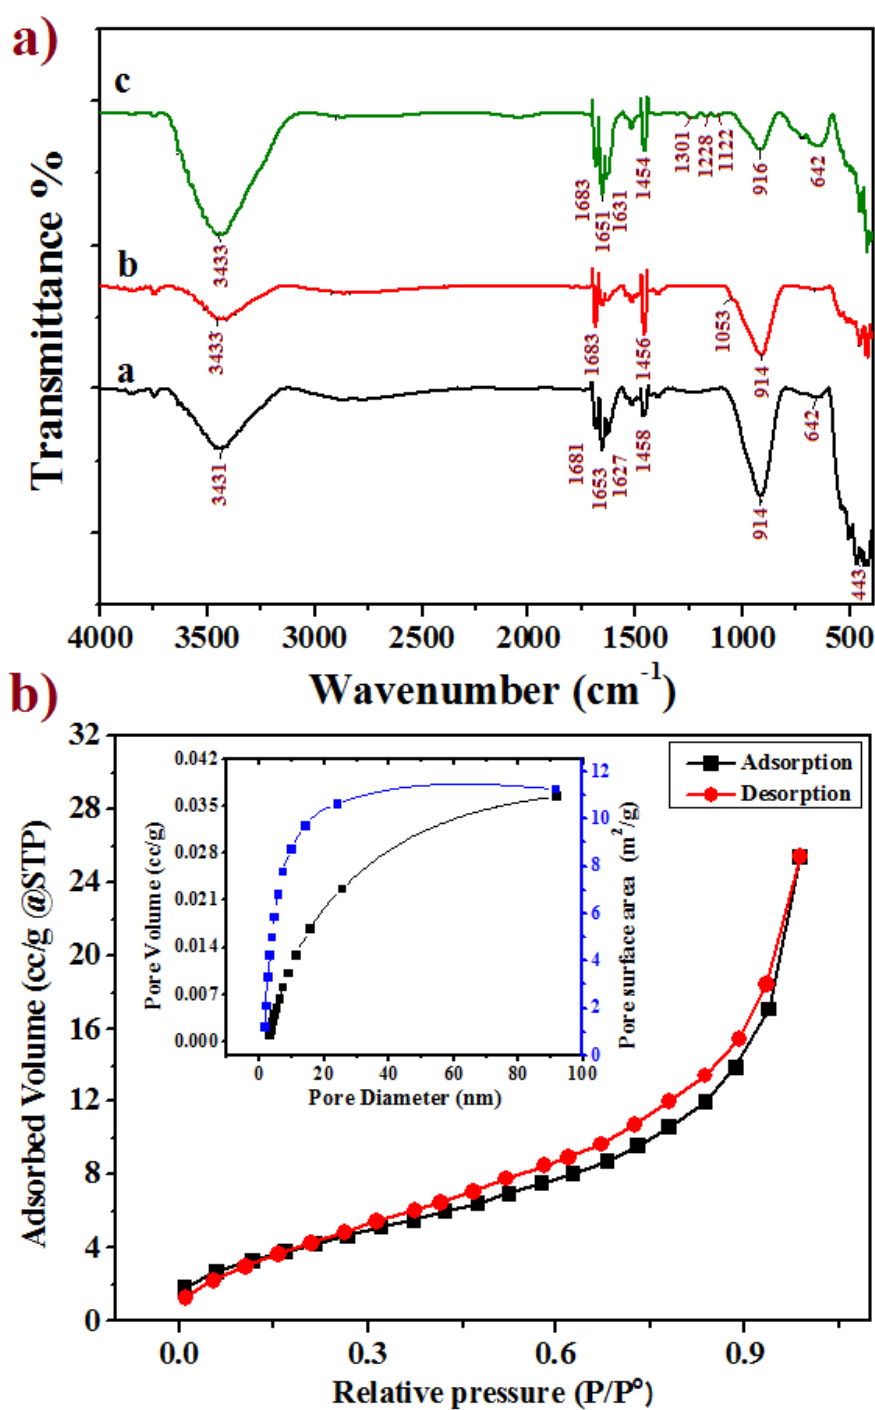 a)
c
1683
1651
1631
1454
1301
1228
1122
916
642
3433
b
3433
1683
1456
1053
914
a
3431
1681
1653
1627
1458
914
642
443
Transmittance %
4000 3500 3000 2500 2000 1500 1000 500
Wavenumber (cm-1)
b)
32
28
24
20
16
12
8
4
0
Adsorbed Volume (cc/g @STP)
0.042
0.035
0.028
0.021
0.014
0.007
0.000
Pore Volume (cc/g)
12
10
8
6
4
2
0
Pore surface area (m2/g)
0 20 40 60 80 100
Pore Diameter (nm)
Adsorption
Desorption
0.0 0.3 0.6 0.9
Relative pressure (P/P°)